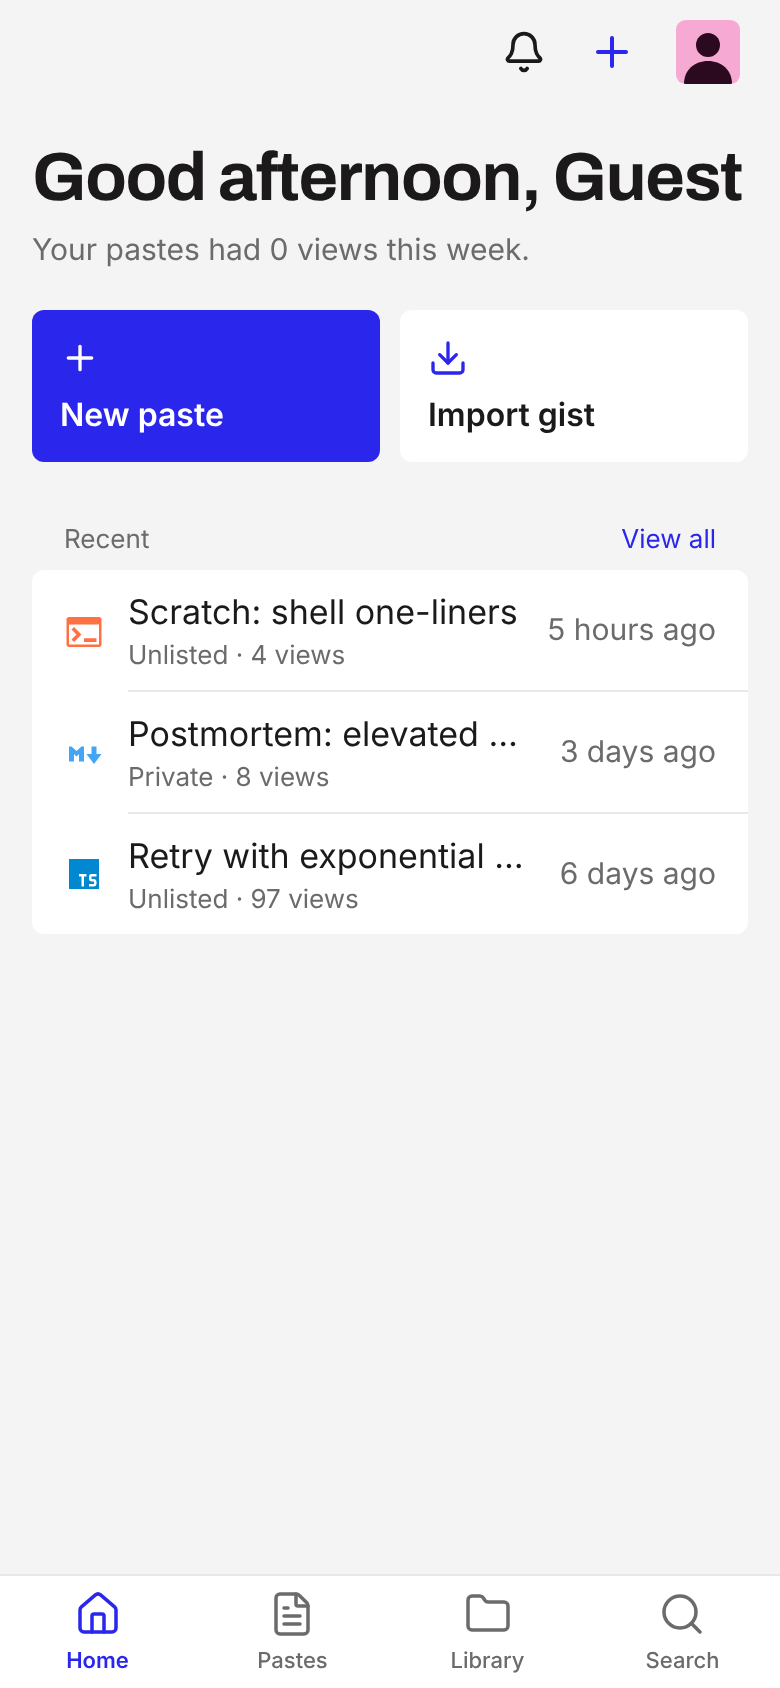 Good afternoon, Guest
Your pastes had 0 views this week.
New paste
Import gist
Recent
View all
Scratch: shell one-liners
5 hours ago
Unlisted · 4 views
Postmortem: elevated ...
3 days ago
Private · 8 views
Retry with exponential ...
6 days ago
TS
Unlisted · 97 views
Home
Pastes
Library
Search